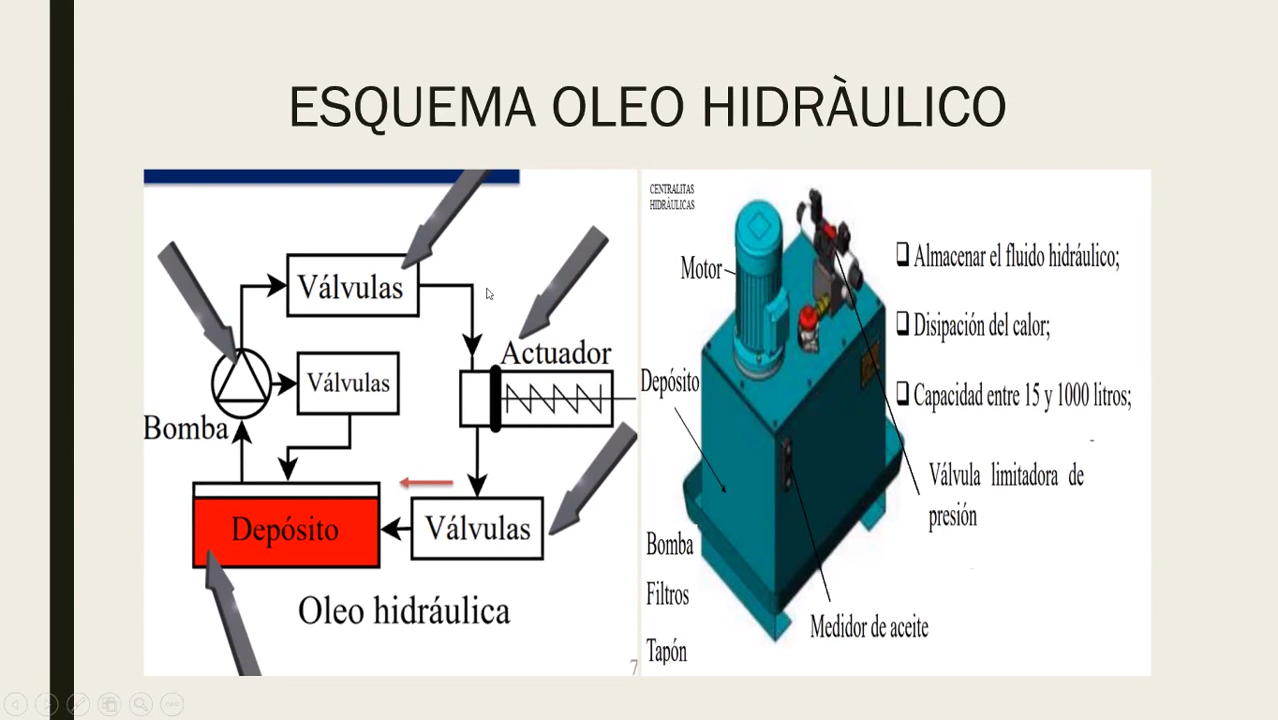 ESQUEMA OLEO HIDRÀULICO
Válvulas
Válvulas
Actuador
Bomba
Depósito
Válvulas
Oleo hidráulica
7
CENTRALITAS
HIDRÀULICAS
Motor
Depósito
Bomba
Filtros
Tapón
Medidor de aceite
❑ Almacenar el fluido hidráulico;
❑ Disipación del calor;
❑ Capacidad entre 15 y 1000 litros;
Válvula limitadora de
presión